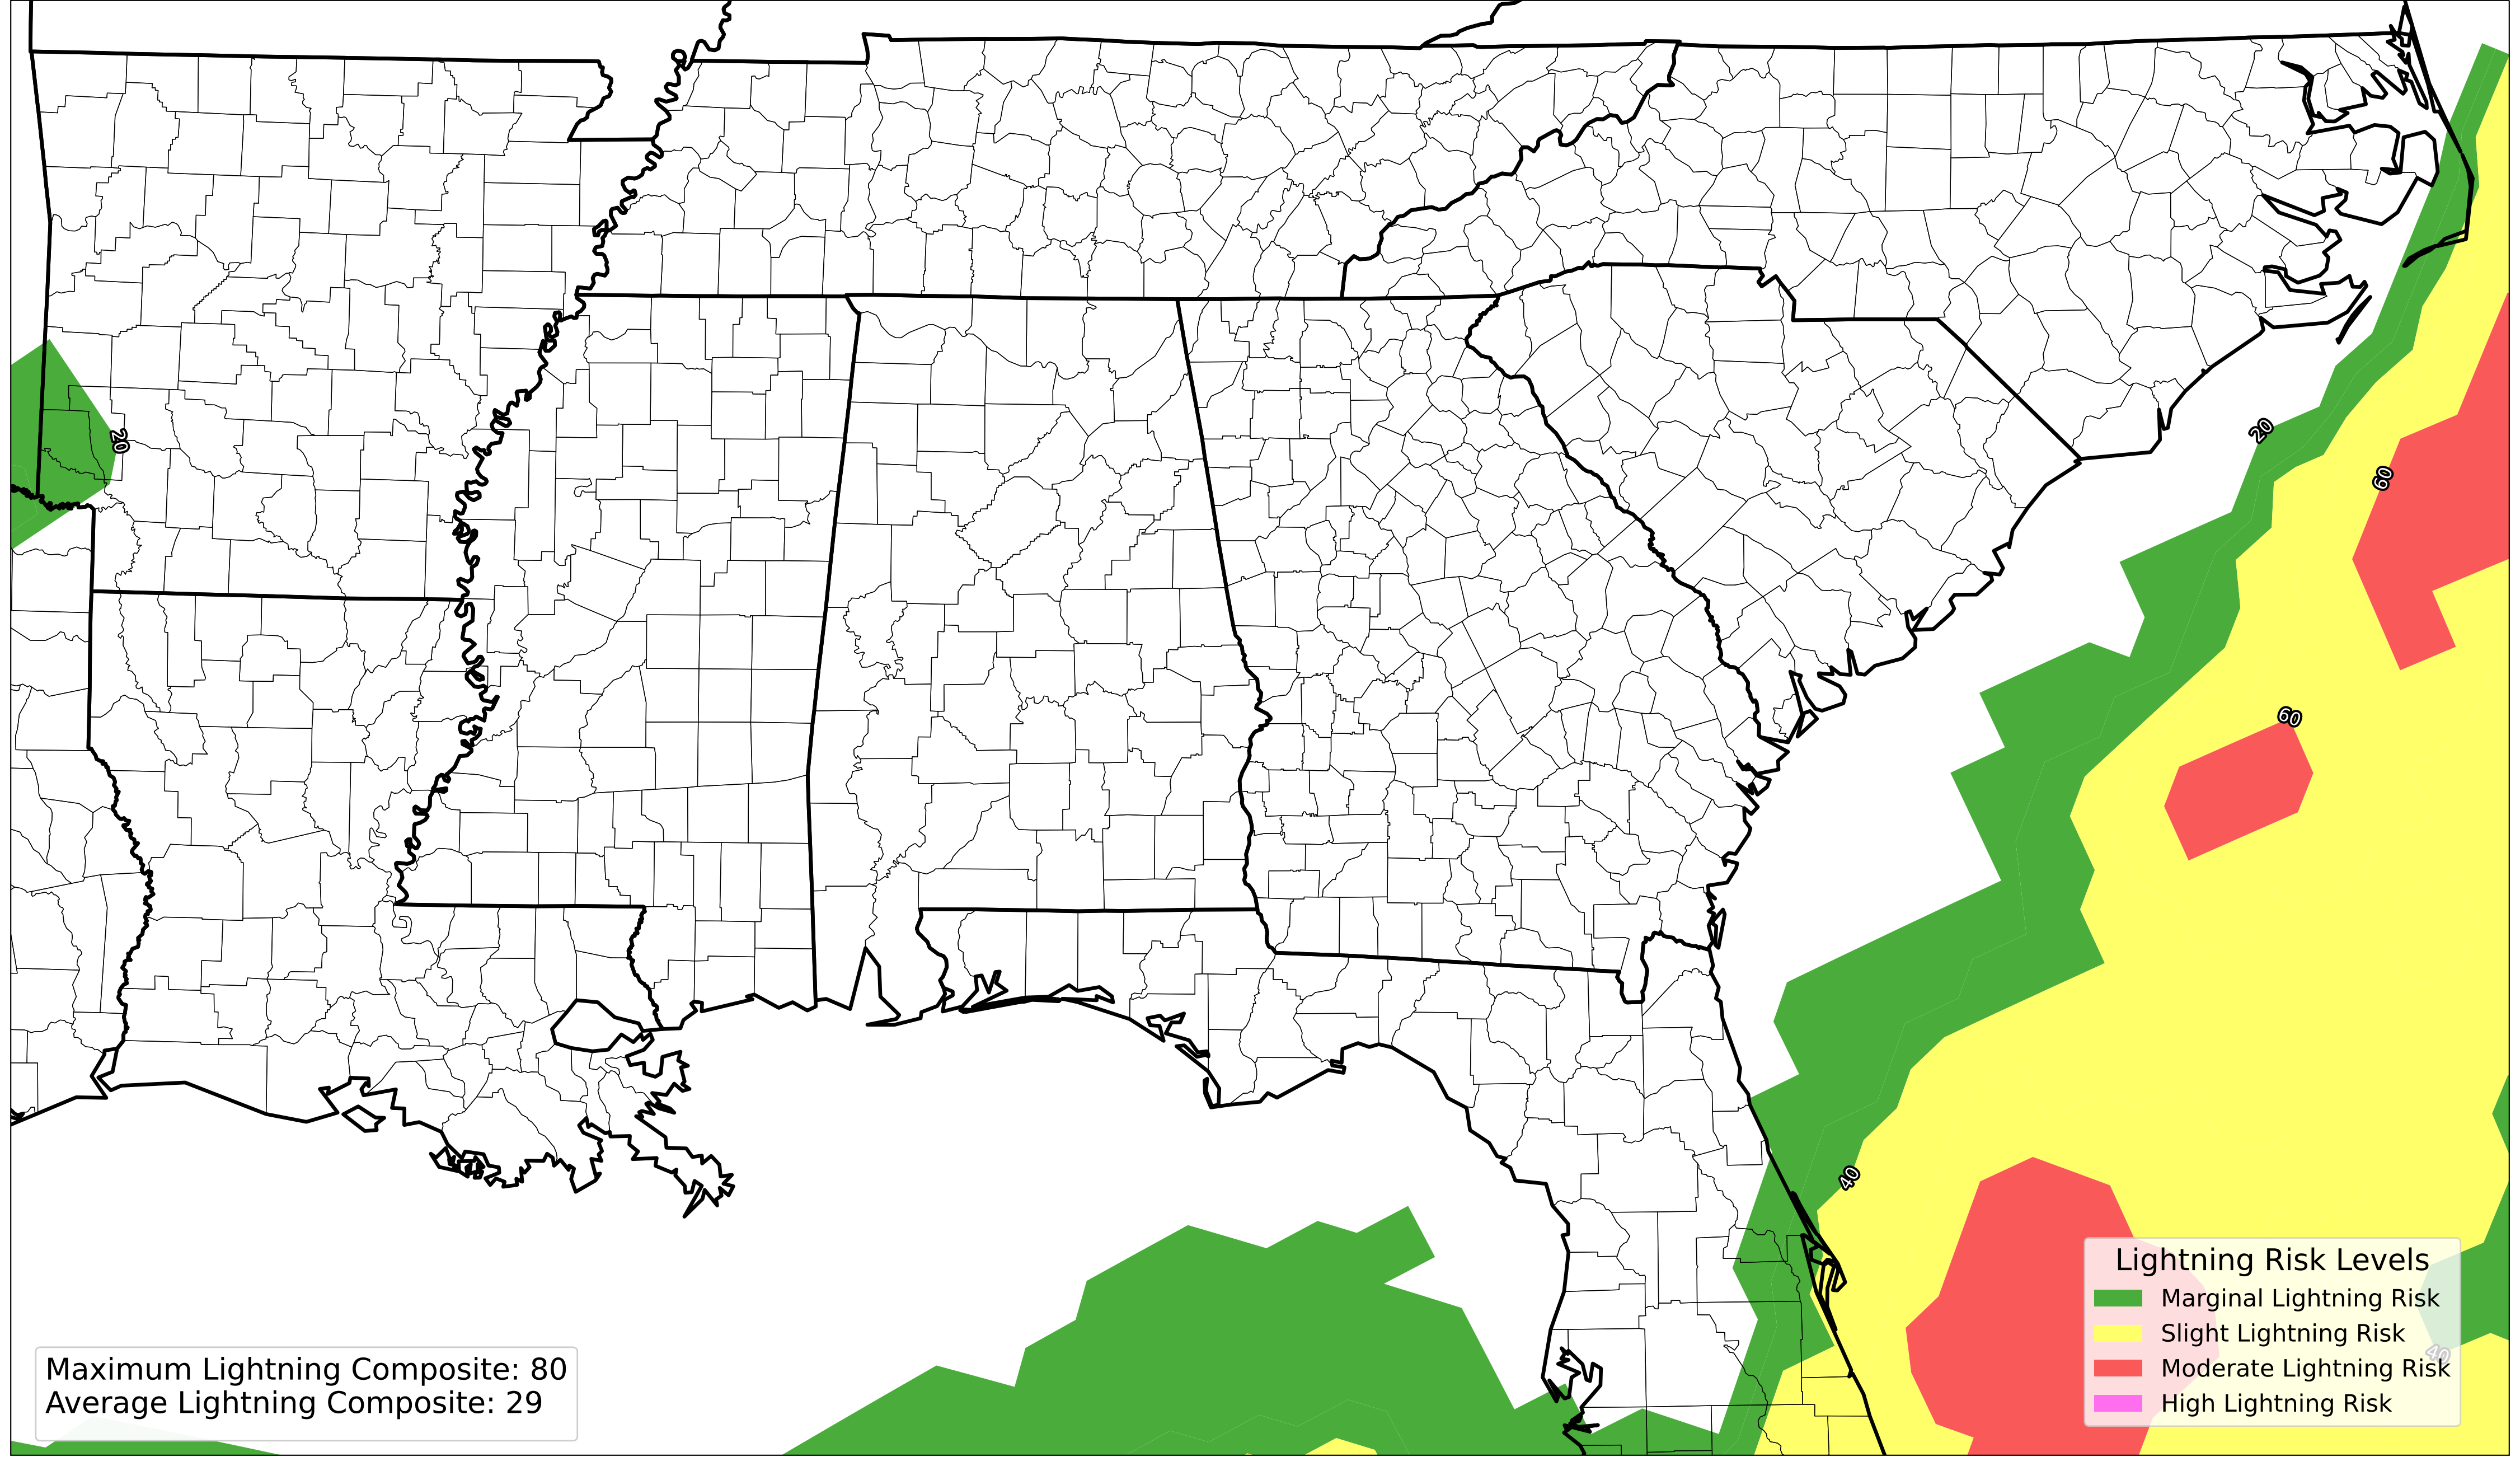 20
20
60
60
40
Lightning Risk Levels
Marginal Lightning Risk
Slight Lightning Risk
40
Moderate Lightning Risk
High Lightning Risk
Maximum Lightning Composite: 80
Average Lightning Composite: 29